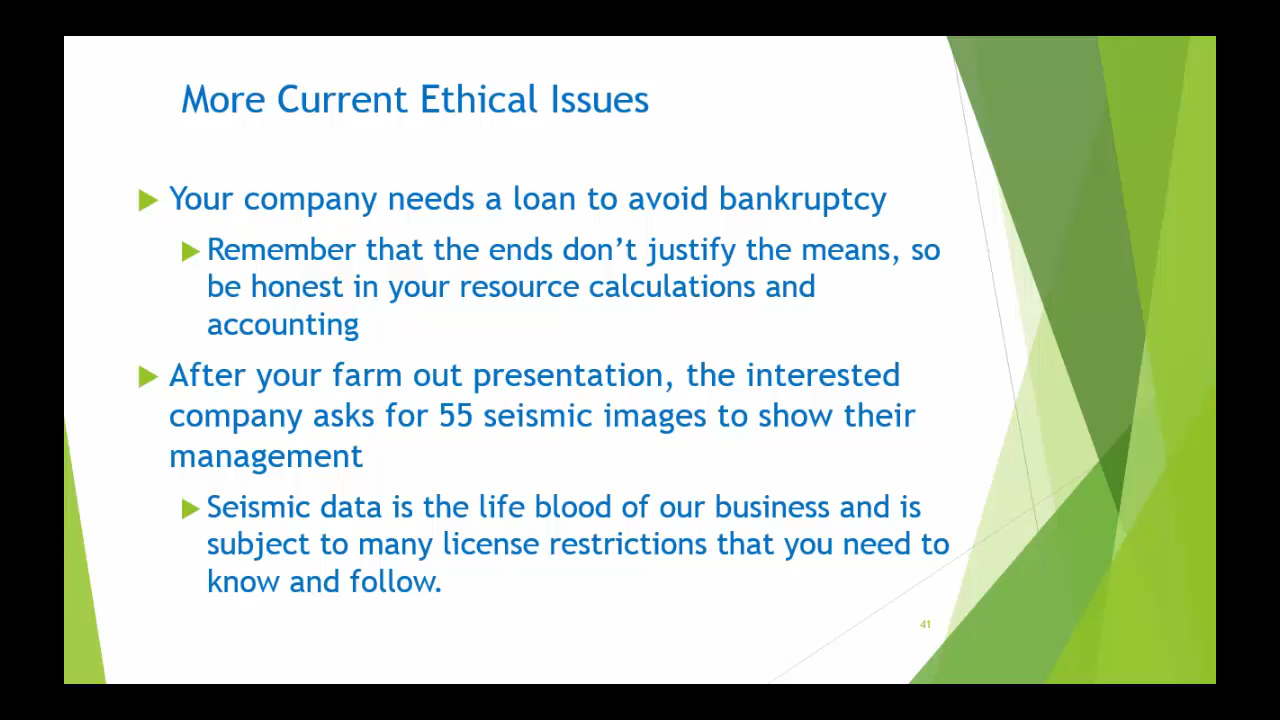 More Current Ethical Issues
Your company needs a loan to avoid bankruptcy
Remember that the ends don’t justify the means, so
be honest in your resource calculations and
accounting
After your farm out presentation, the interested
company asks for 55 seismic images to show their
management
Seismic data is the life blood of our business and is
subject to many license restrictions that you need to
know and follow.
41